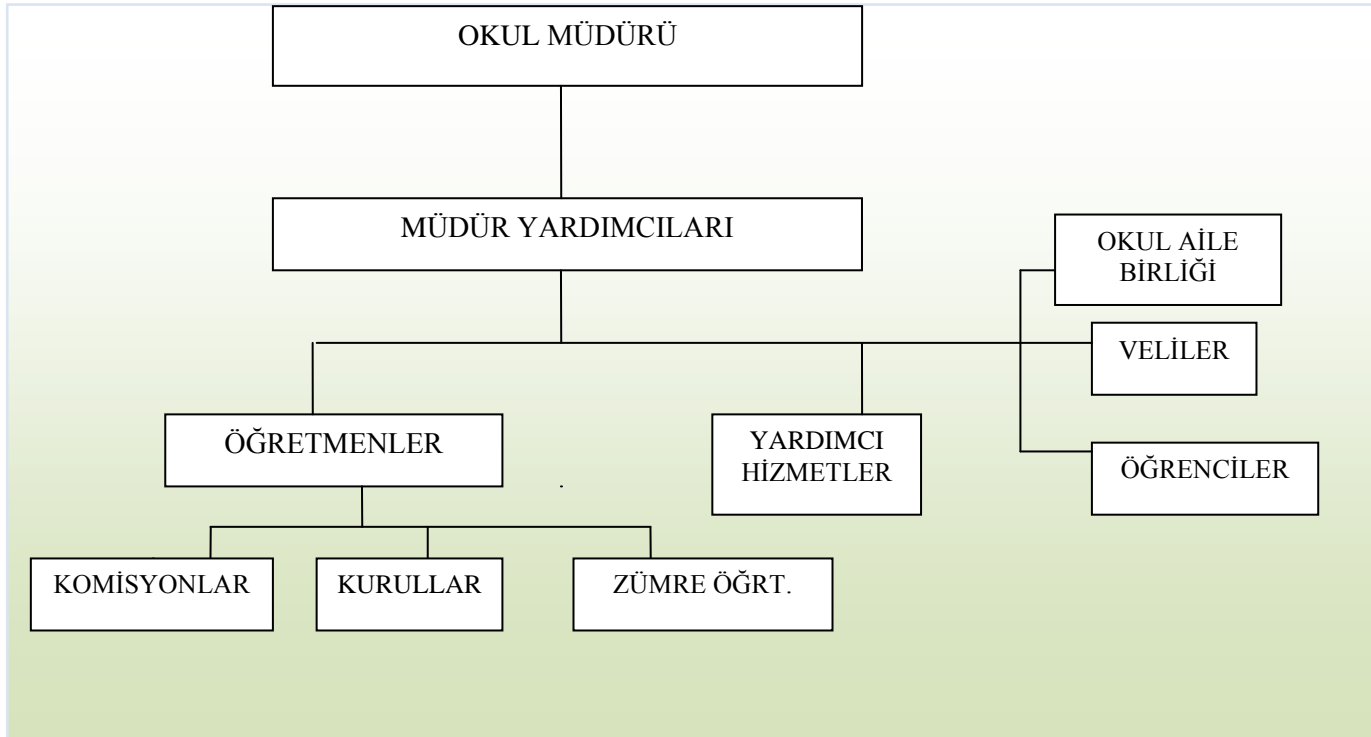 OKUL MÜDÜRÜ
MÜDÜR YARDIMCILARI
OKUL AİLE
BİRLİĞİ
VELİLER
ÖĞRETMENLER
YARDIMCI
HİZMETLER
ÖĞRENCİLER
.
KOMİSYONLAR
KURULLAR
ZÜMRE ÖĞRT.